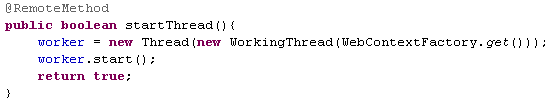 @RemoteMethod
public boolean startThread(){
    worker = new Thread(new WorkingThread(WebContextFactory.get()));
    worker.start();
    return true;
}